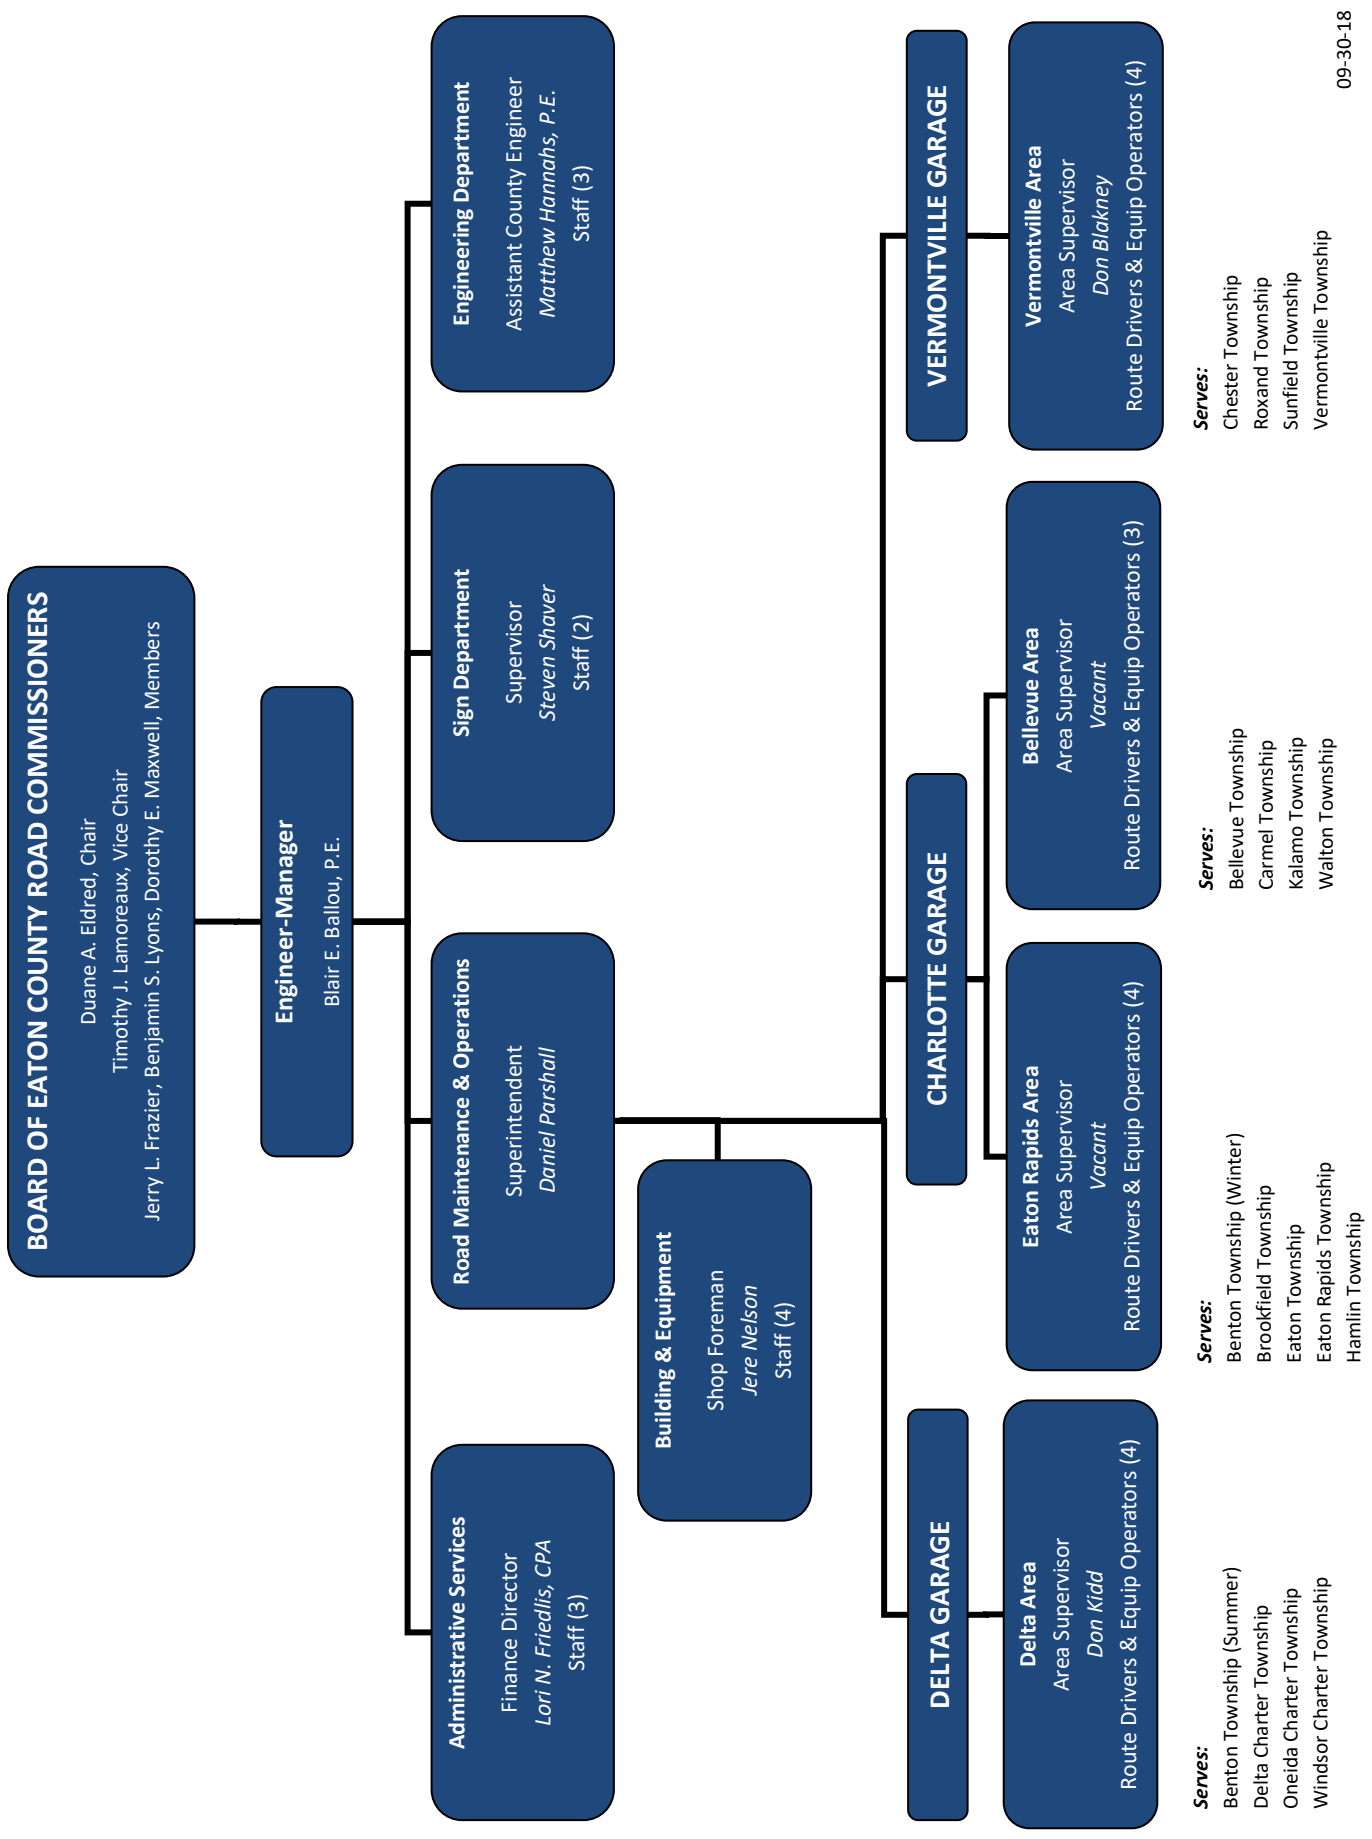 BOARD OF EATON COUNTY ROAD COMMISSIONERS
Duane A. Eldred, Chair
Timothy J. Lamoreaux, Vice Chair
Jerry L. Frazier, Benjamin S. Lyons, Dorothy E. Maxwell, Members
Engineer-Manager
Blair E. Ballou, P.E.
Administrative Services
Finance Director
Lori N. Friedlis, CPA
Staff (3)
Road Maintenance & Operations
Superintendent
Daniel Parshall
Sign Department
Supervisor
Steven Shaver
Staff (2)
Engineering Department
Assistant County Engineer
Matthew Hannahs, P.E.
Staff (3)
Building & Equipment
Shop Foreman
Jere Nelson
Staff (4)
DELTA GARAGE
CHARLOTTE GARAGE
VERMONTVILLE GARAGE
Delta Area
Area Supervisor
Don Kidd
Route Drivers & Equip Operators (4)
Eaton Rapids Area
Area Supervisor
Vacant
Route Drivers & Equip Operators (4)
Bellevue Area
Area Supervisor
Vacant
Route Drivers & Equip Operators (3)
Vermontville Area
Area Supervisor
Don Blakney
Route Drivers & Equip Operators (4)
Serves:
Benton Township (Summer)
Delta Charter Township
Oneida Charter Township
Windsor Charter Township
Serves:
Benton Township (Winter)
Brookfield Township
Eaton Township
Eaton Rapids Township
Hamlin Township
Serves:
Bellevue Township
Carmel Township
Kalamo Township
Walton Township
Serves:
Chester Township
Roxand Township
Sunfield Township
Vermontville Township
09-30-18